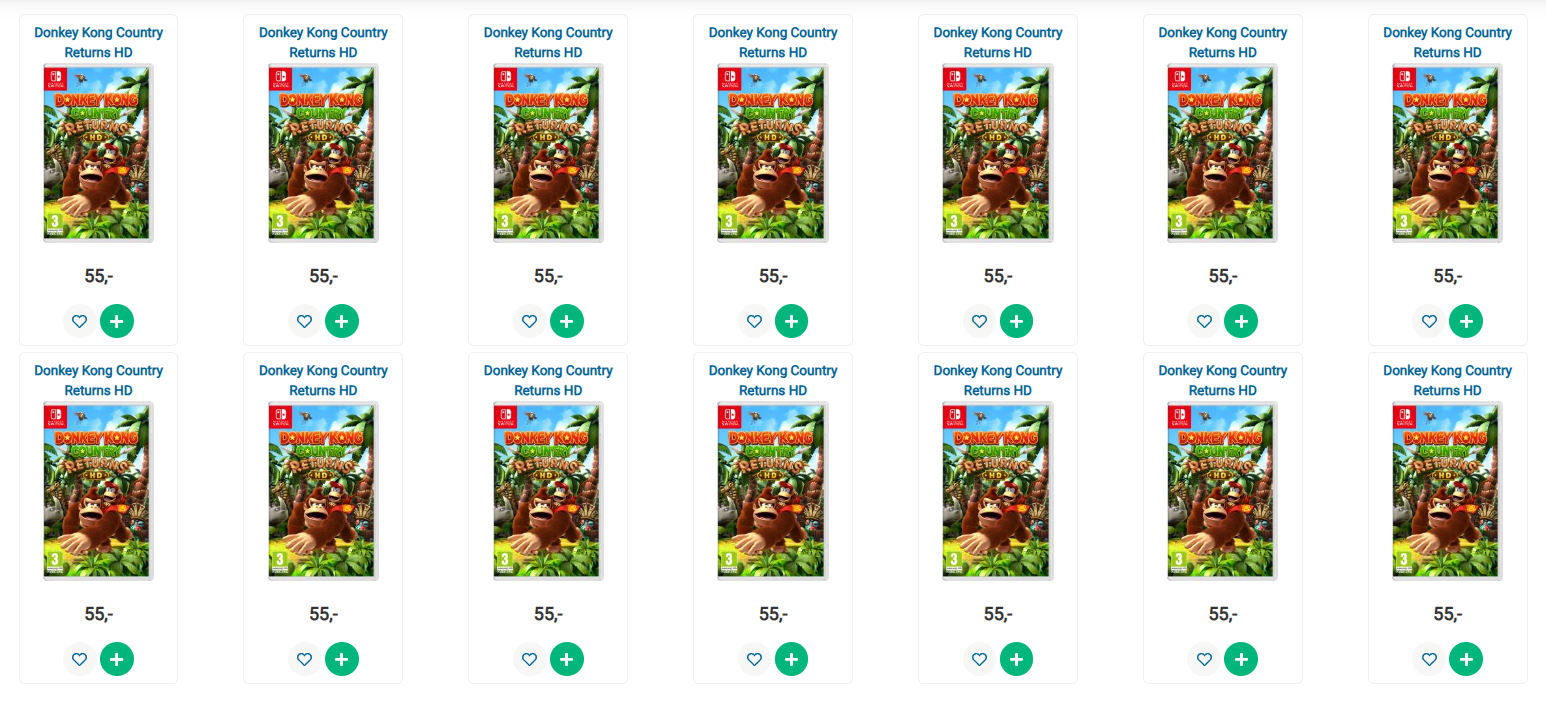 Donkey Kong Country Donkey Kong Country Donkey Kong Country Donkey Kong Country Donkey Kong Country Donkey Kong Country Donkey Kong Country
Returns HD Returns HD Returns HD Returns HD Returns HD Returns HD Returns HD
DONKEY KONG DONKEY KONG DONKEY KONG DONKEY KONG DONKEY KONG DONKEY KONG DONKEY KONG
COUNTRY COUNTRY COUNTRY COUNTRY COUNTRY COUNTRY COUNTRY
RETURNS RETURNS RETURNS RETURNS RETURNS RETURNS RETURNS
HD HD HD HD HD HD HD
3 3 3 3 3 3 3
55,- 55,- 55,- 55,- 55,- 55,- 55,-
Donkey Kong Country Donkey Kong Country Donkey Kong Country Donkey Kong Country Donkey Kong Country Donkey Kong Country Donkey Kong Country
Returns HD Returns HD Returns HD Returns HD Returns HD Returns HD Returns HD
DONKEY KONG DONKEY KONG DONKEY KONG DONKEY KONG DONKEY KONG DONKEY KONG DONKEY KONG
COUNTRY COUNTRY COUNTRY COUNTRY COUNTRY COUNTRY COUNTRY
RETURNS RETURNS RETURNS RETURNS RETURNS RETURNS RETURNS
HD HD HD HD HD HD HD
3 3 3 3 3 3 3
55,- 55,- 55,- 55,- 55,- 55,- 55,-